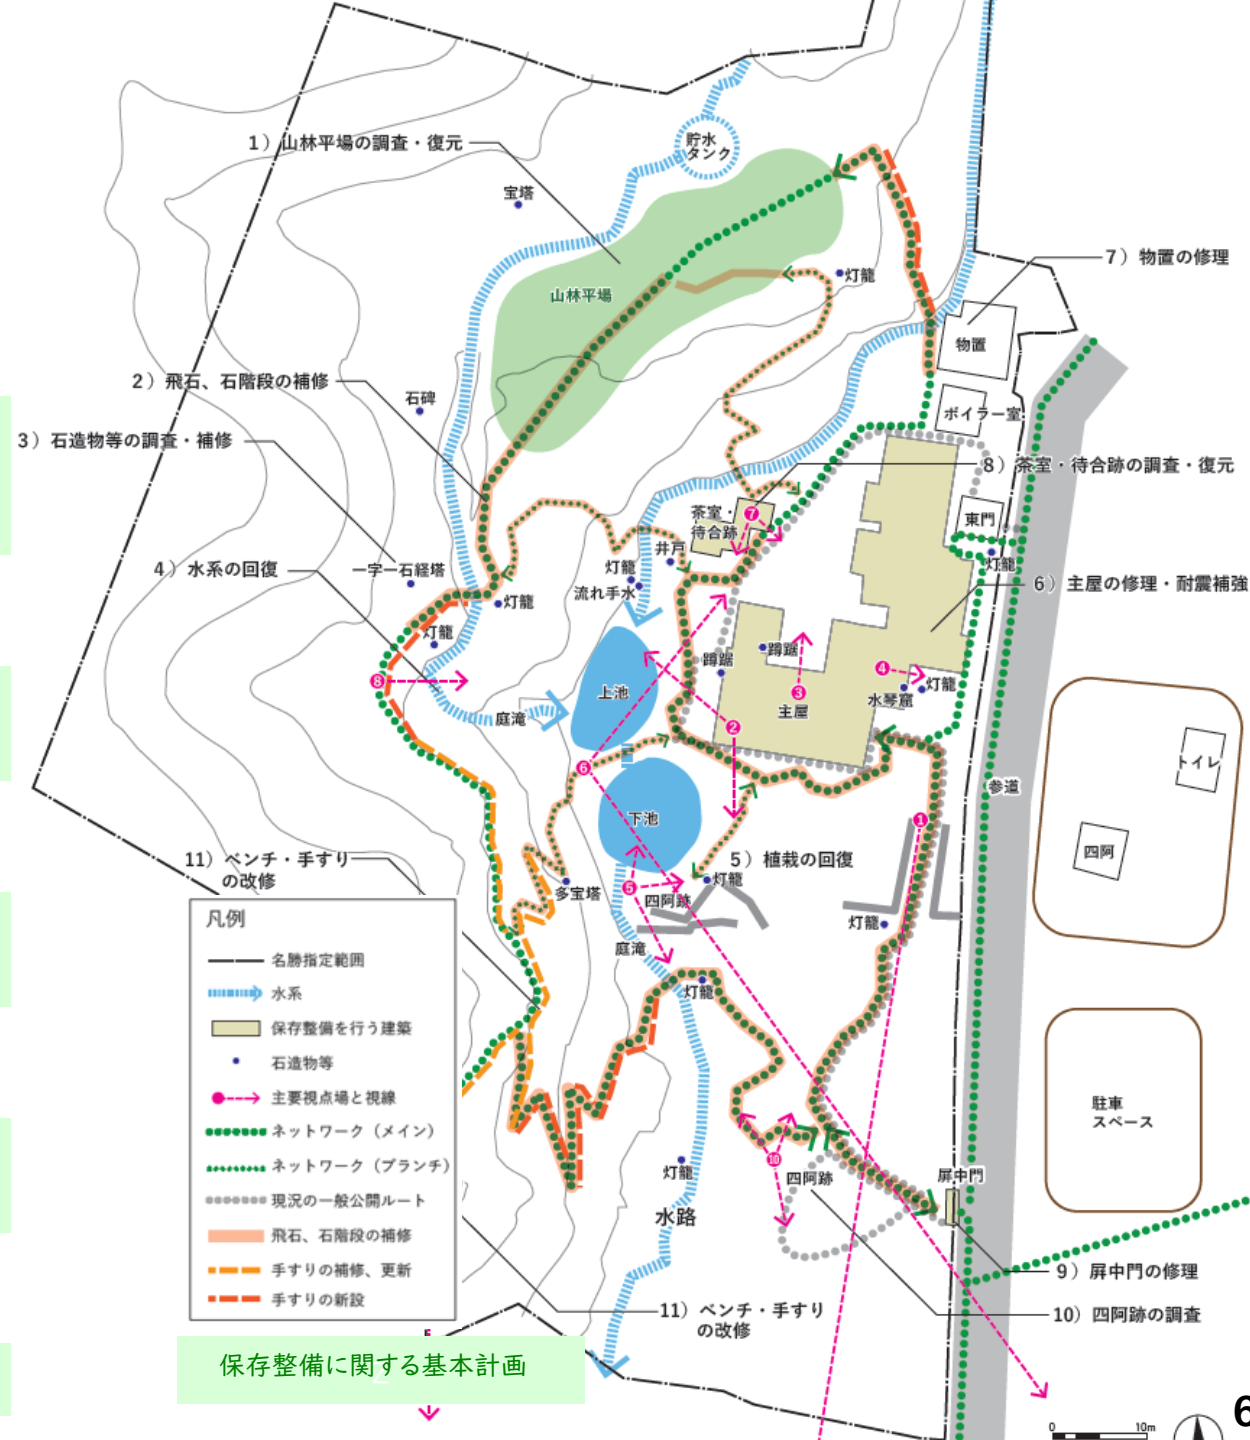 1）山林平場の調査・復元
貯水
タンク
宝塔
7）物置の修理
灯籠
山林平場
物置
2）飛石、石階段の補修
石碑
ボイラー室
3）石造物等の調査・補修
8）茶室・待合跡の調査・復元
茶室・
待合跡
7
東門
井戸
4）水系の回復
一字一石経塔
灯籠
流れ手水
灯籠
6）主屋の修理・耐震補強
灯籠
灯籠
蹲踞
蹲踞
8
上池
4
灯籠
3
水琴窟
庭滝
主屋
2
6
トイレ
参道
下池
1
四阿
11）ベンチ・手すり
の改修
5）植栽の回復
5
灯籠
多宝塔
四阿跡
灯籠
庭滝
灯籠
凡例
名勝指定範囲
水系
保存整備を行う建築
石造物等
主要視点場と視線
ネットワーク（メイン）
ネットワーク（ブランチ）
現況の一般公開ルート
飛石、石階段の補修
手すりの補修、更新
手すりの新設
駐車
スペース
10
灯籠
四阿跡
屏中門
水路
9）屏中門の修理
11）ベンチ・手すり
の改修
10）四阿跡の調査
保存整備に関する基本計画
0 10m
6